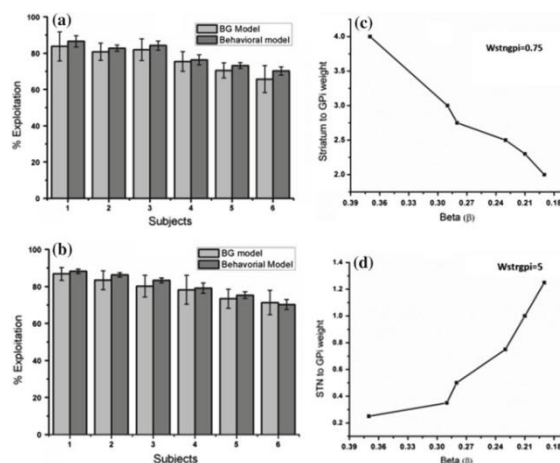 (a)
BG Model
Behavioral model
% Exploitation
100
80
60
40
20
0
1 2 3 4 5 6
Subjects
(b)
BG model
Behavorial Model
% Exploitation
100
80
60
40
20
0
1 2 3 4 5 6
Subjects
(c)
Wstngpi=0.75
Striatum to GPi weight
4.0
3.5
3.0
2.5
2.0
0.39 0.36 0.33 0.30 0.27 0.24 0.21 0.18
Beta (β)
(d)
Wstrgpi=5
STN to GPi weight
1.4
1.2
1.0
0.8
0.6
0.4
0.2
0.39 0.36 0.33 0.30 0.27 0.24 0.21 0.18
Beta (β)